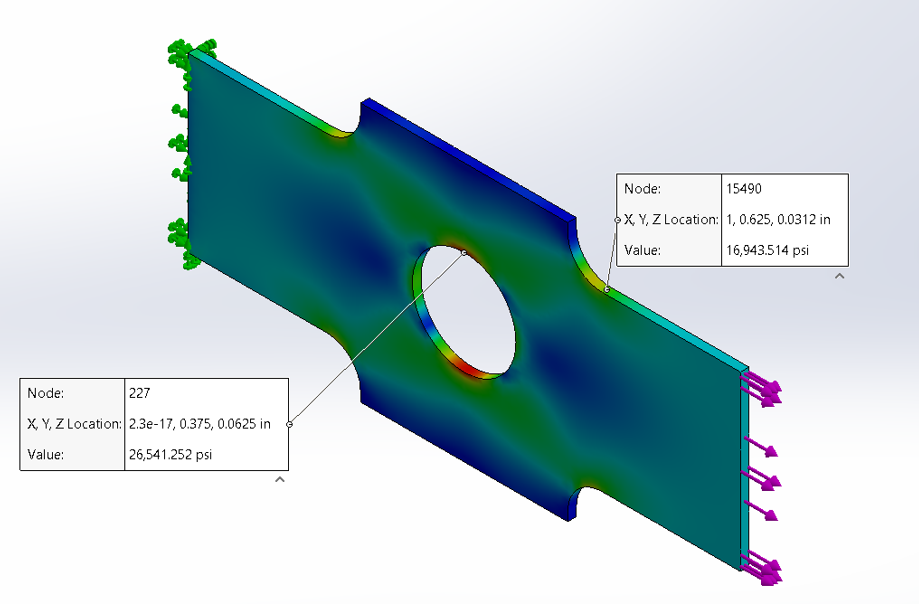 Node: 15490
X, Y, Z Location: 1, 0.625, 0.0312 in
Value: 16,943.514 psi
Node: 227
X, Y, Z Location: 2.3e-17, 0.375, 0.0625 in
Value: 26,541.252 psi